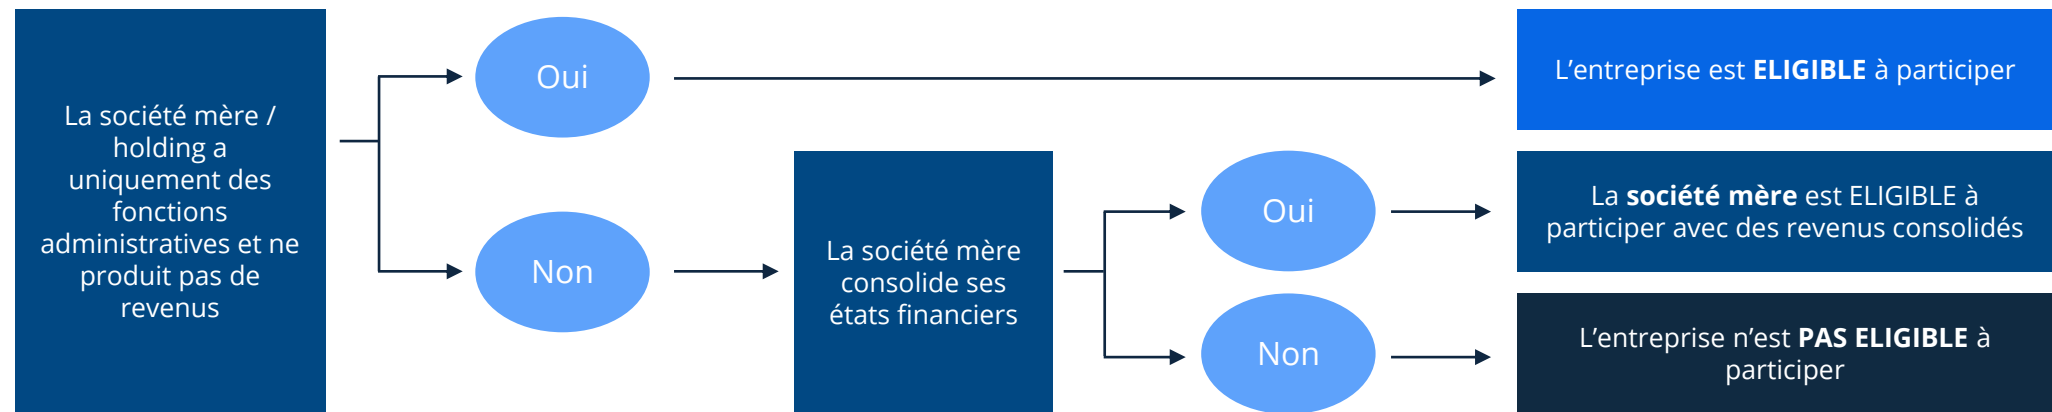 La société mère /
holding a
uniquement des
fonctions
administratives et ne
produit pas de
revenus
Oui
Non
La société mère
consolide ses
états financiers
Oui
Non
L’entreprise est ELIGIBLE à participer
La société mère est ELIGIBLE à
participer avec des revenus consolidés
L’entreprise n’est PAS ELIGIBLE à
participer